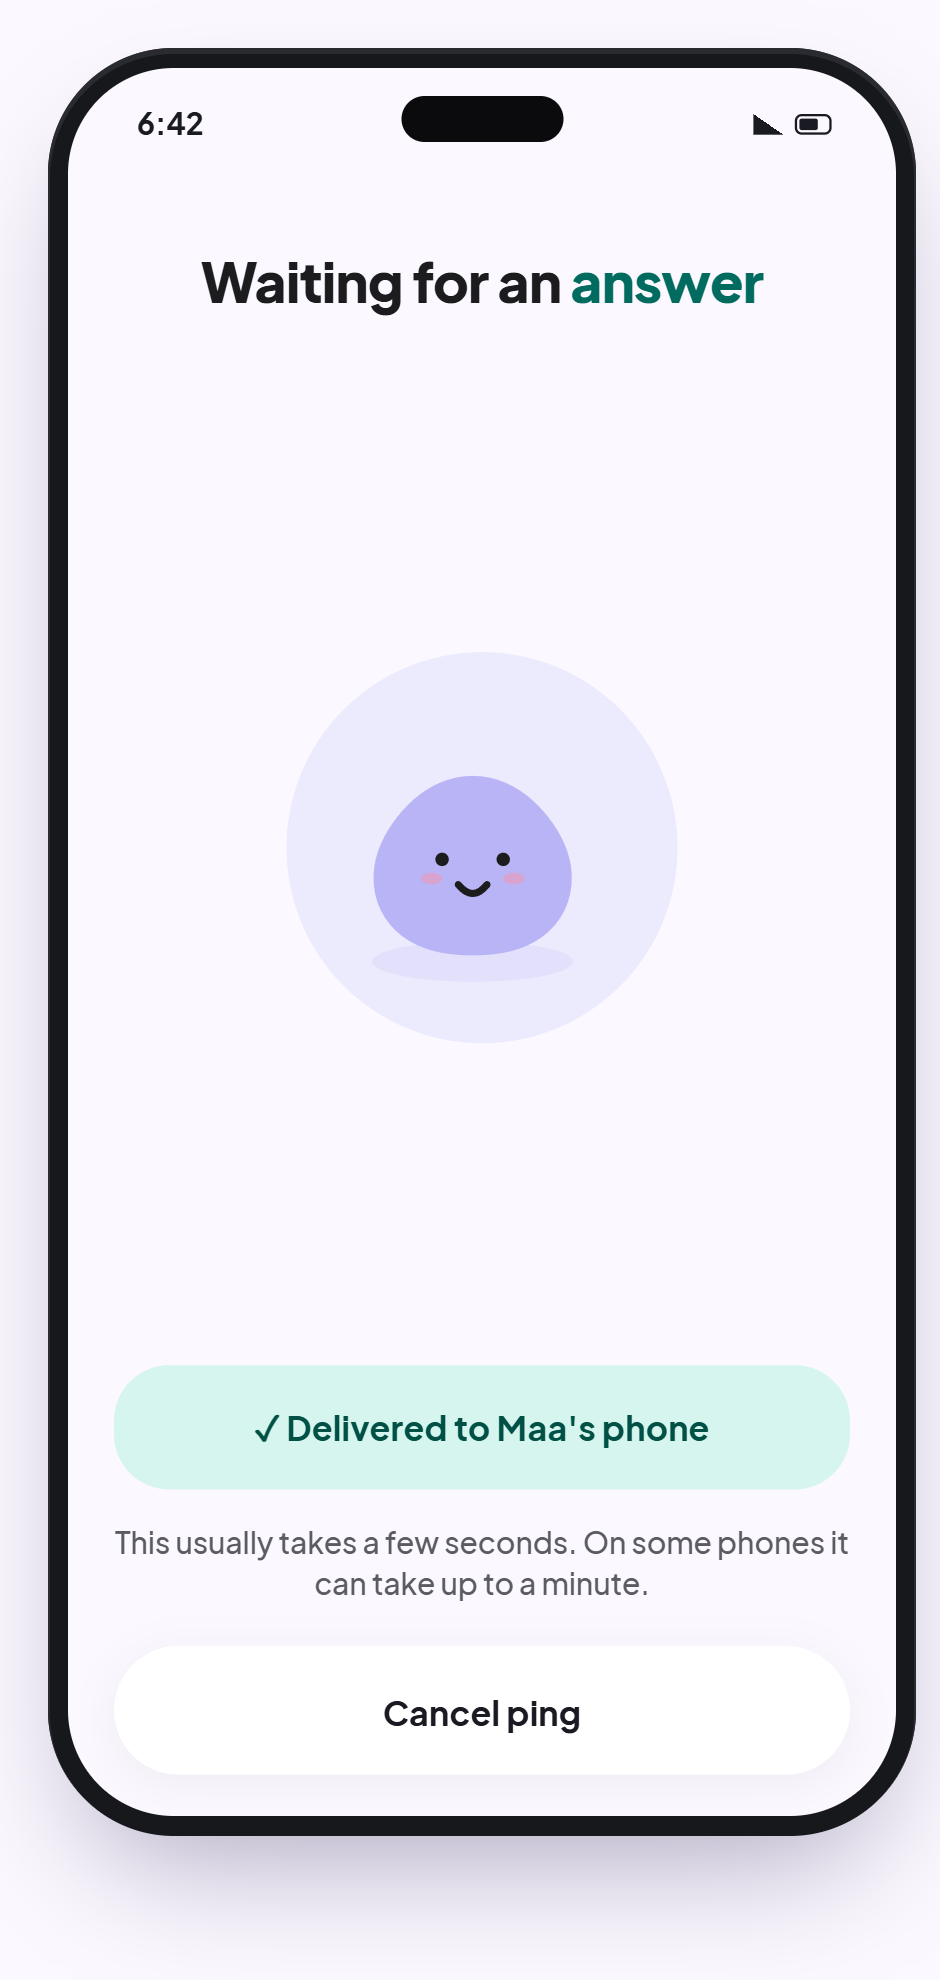 6:42
Waiting for an answer
✓ Delivered to Maa's phone
This usually takes a few seconds. On some phones it
can take up to a minute.
Cancel ping